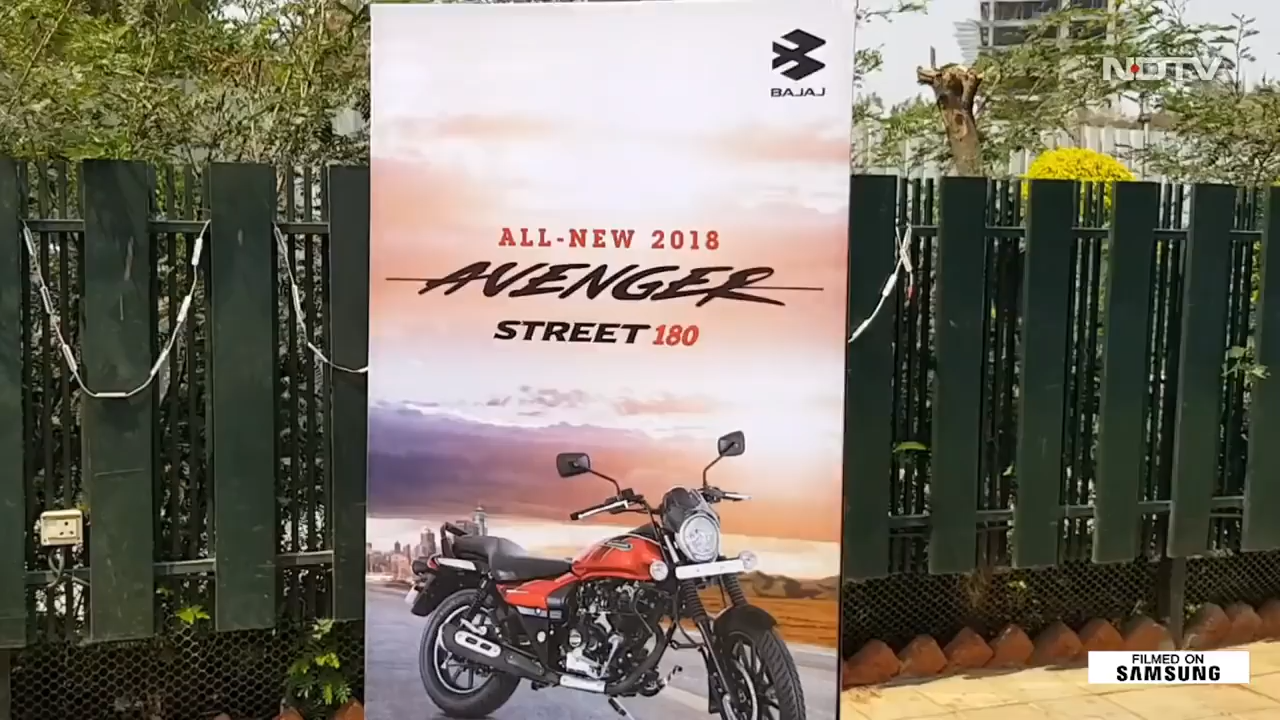 BAJAJ
NDTV
ALL-NEW 2018
AVENGER
STREET 180
FILMED ON
SAMSUNG